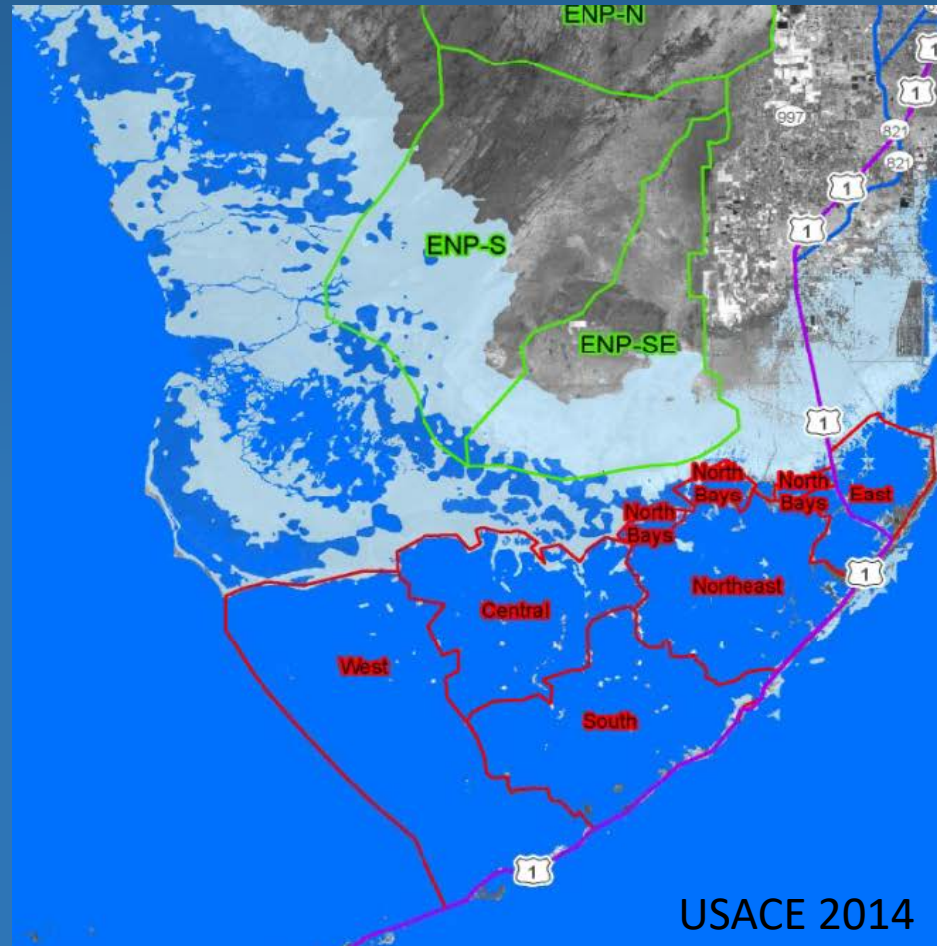 ENP-N
1
1
997
821
821
1
1
ENP-S
ENP-SE
1
North
Bays
North
Bays
East
North
Bays
1
Northeast
Central
West
South
1
USACE 2014